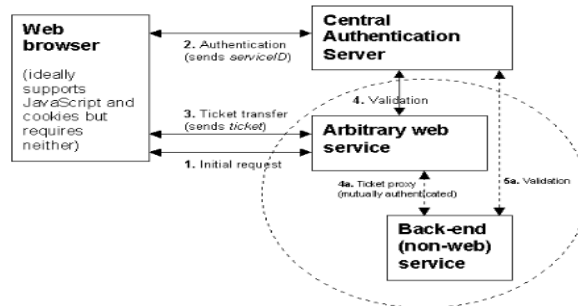 Web
browser
(ideally
supports
JavaScript and
cookies but
requires
neither)
2. Authentication
(sends serviceID)
Central
Authentication
Server
3. Ticket transfer
(sends ticket)
4. Validation
1. Initial request
Arbitrary web
service
4a. Ticket proxy
(mutually authenticated)
5a. Validation
Back-end
(non-web)
service